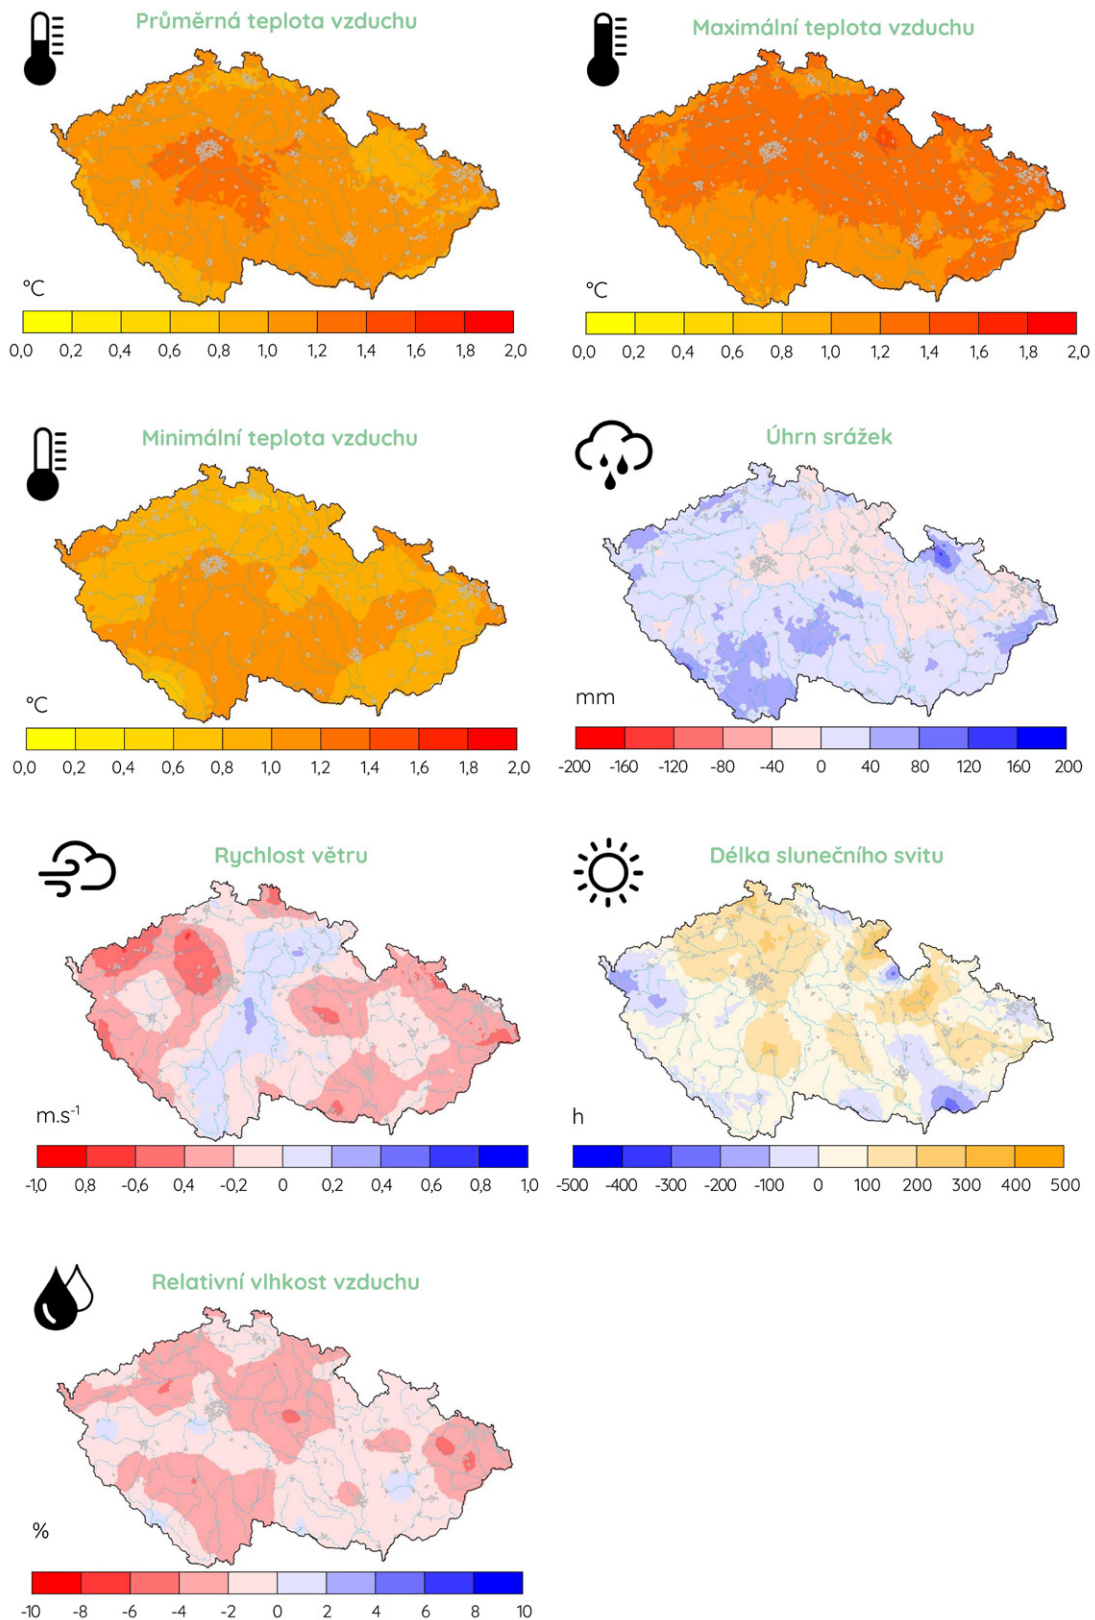 Průměrná teplota vzduchu
°C
0,0 0,2 0,4 0,6 0,8 1,0 1,2 1,4 1,6 1,8 2,0
Maximální teplota vzduchu
°C
0,0 0,2 0,4 0,6 0,8 1,0 1,2 1,4 1,6 1,8 2,0
Minimální teplota vzduchu
°C
0,0 0,2 0,4 0,6 0,8 1,0 1,2 1,4 1,6 1,8 2,0
Úhrn srážek
mm
-200 -160 -120 -80 -40 0 40 80 120 160 200
Rychlost větru
m.s-¹
-1,0 0,8 -0,6 0,4 -0,2 0 0,2 0,4 0,6 0,8 1,0
Délka slunečního svitu
h
-500 -400 -300 -200 -100 0 100 200 300 400 500
Relativní vlhkost vzduchu
%
-10 -8 -6 -4 -2 0 2 4 6 8 10